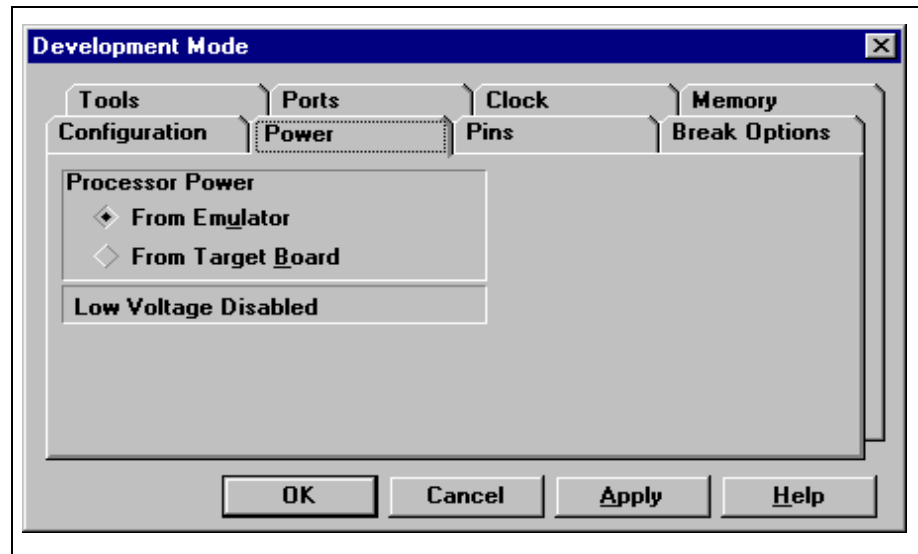 Development Mode
Tools Ports Clock Memory
Configuration Power Pins Break Options
Processor Power
From Emulator
From Target Board
Low Voltage Disabled
OK Cancel Apply Help